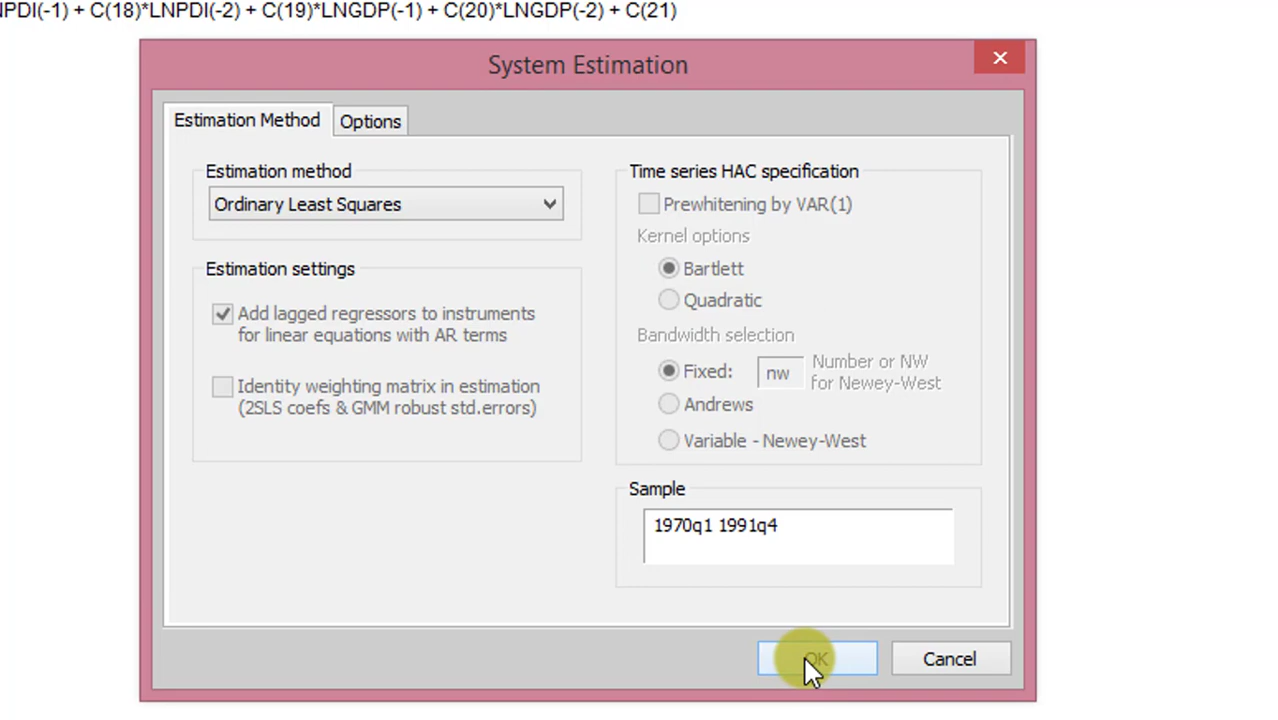 NPDI(-1) + C(18)*LNPDI(-2) + C(19)*LNGDP(-1) + C(20)*LNGDP(-2) + C(21)
System Estimation
Estimation Method
Options
Estimation method
Ordinary Least Squares
Estimation settings
Add lagged regressors to instruments
for linear equations with AR terms
Identity weighting matrix in estimation
(2SLS coefs & GMM robust std.errors)
Time series HAC specification
Prewhitening by VAR(1)
Kernel options
Bartlett
Quadratic
Bandwidth selection
Fixed:
nw
Number or NW
for Newey-West
Andrews
Variable - Newey-West
Sample
1970q1 1991q4
OK
Cancel